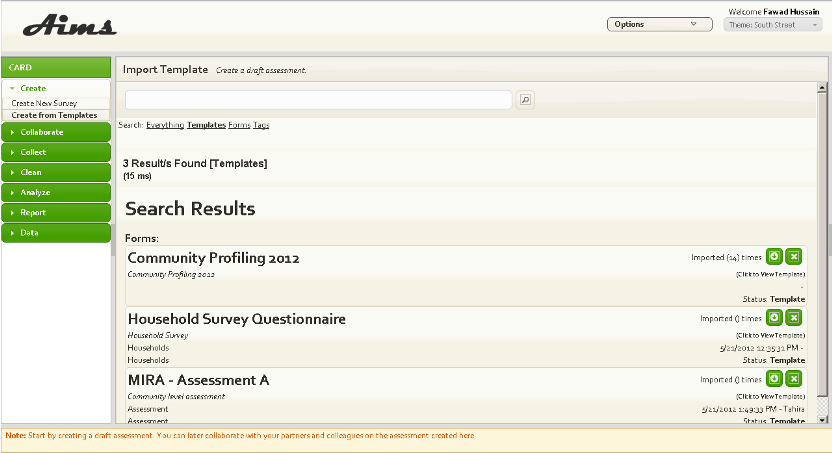 Aims
Welcome Fawad Hussain
Options
Theme: South Street
CARD
Create
Create New Survey
Create from Templates
Collaborate
Collect
Clean
Analyze
Report
Data
Import Template Create a draft assessment.
Search: Everything Templates Forms Tags
3 Result/s Found [Templates]
(15 ms)
Search Results
Forms:
Community Profiling 2012
Imported (14) times
Community Profiling 2012
(Click to View Template)
-
Status: Template
Household Survey Questionnaire
Imported () times
Household Survey
(Click to View Template)
Households
5/21/2012 12:35:31 PM -
Households
Status: Template
MIRA - Assessment A
Imported () times
Community level assessment
(Click to View Template)
Assessment
5/21/2012 1:49:33 PM - Tahira
Assessment
Status: Template
Note: Start by creating a draft assessment. You can later collaborate with your partners and colleagues on the assessment created here